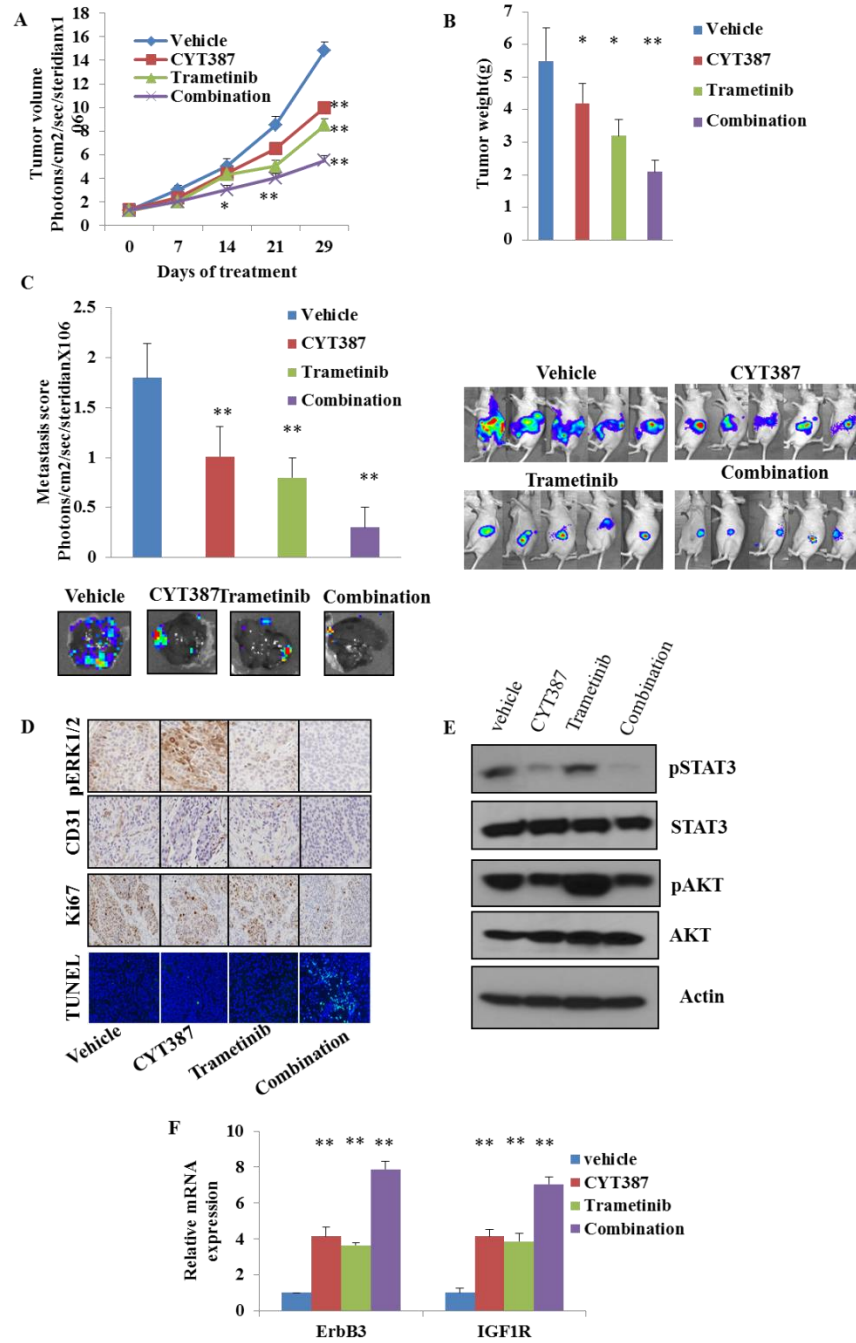 A
Tumor volume
Photons/cm2/sec/steridianx1
06
18
16
14
12
10
8
6
4
2
0
Vehicle
CYT387
Trametinib
Combination
**
**
**
*
**
0 7 14 21 29
Days of treatment
B
Tumor weight(g)
7
6
5
4
3
2
1
0
* * **
Vehicle
CYT387
Trametinib
Combination
C
Metastasis score
Photons/cm2/sec/steridianX106
2.5
2
1.5
1
0.5
0
**
**
**
Vehicle
CYT387
Trametinib
Combination
Vehicle CYT387 Trametinib Combination
Vehicle CYT387
Trametinib Combination
D
pERK1/2
CD31
Ki67
TUNEL
Vehicle CYT387 Trametinib Combination
E
vehicle CYT387 Trametinib Combination
pSTAT3
STAT3
pAKT
AKT
Actin
F
Relative mRNA
expression
10
8
6
4
2
0
** ** ** ** ** **
vehicle
CYT387
Trametinib
Combination
ErbB3 IGF1R